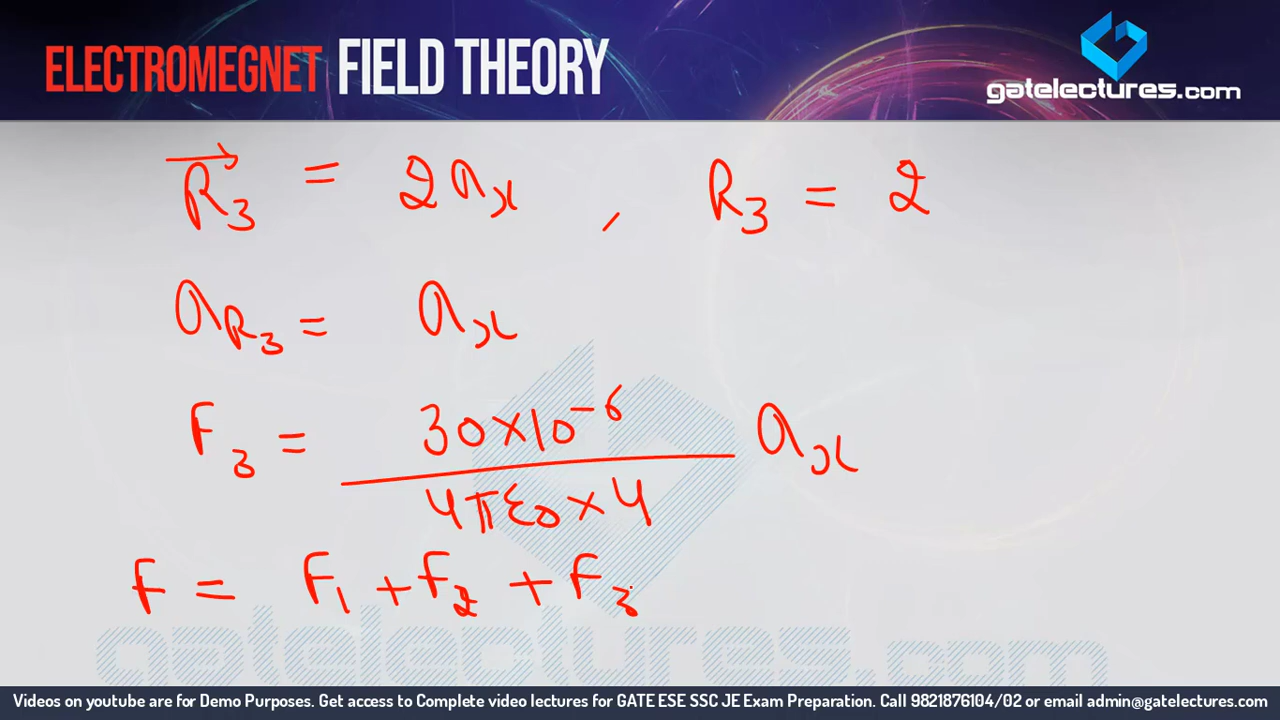 ELECTROMEGNET FIELD THEORY
gatelectures.com
R⃗₃ = 2aₓ , R₃ = 2
a_R₃ = aₓ
F₃ = 30×10⁻⁶ / 4πε₀×4 aₓ
F = F₁ + F₂ + F₃
gatelectures.com
Videos on youtube are for Demo Purposes. Get access to Complete video lectures for GATE ESE SSC JE Exam Preparation. Call 9821876104/02 or email admin@gatelectures.com